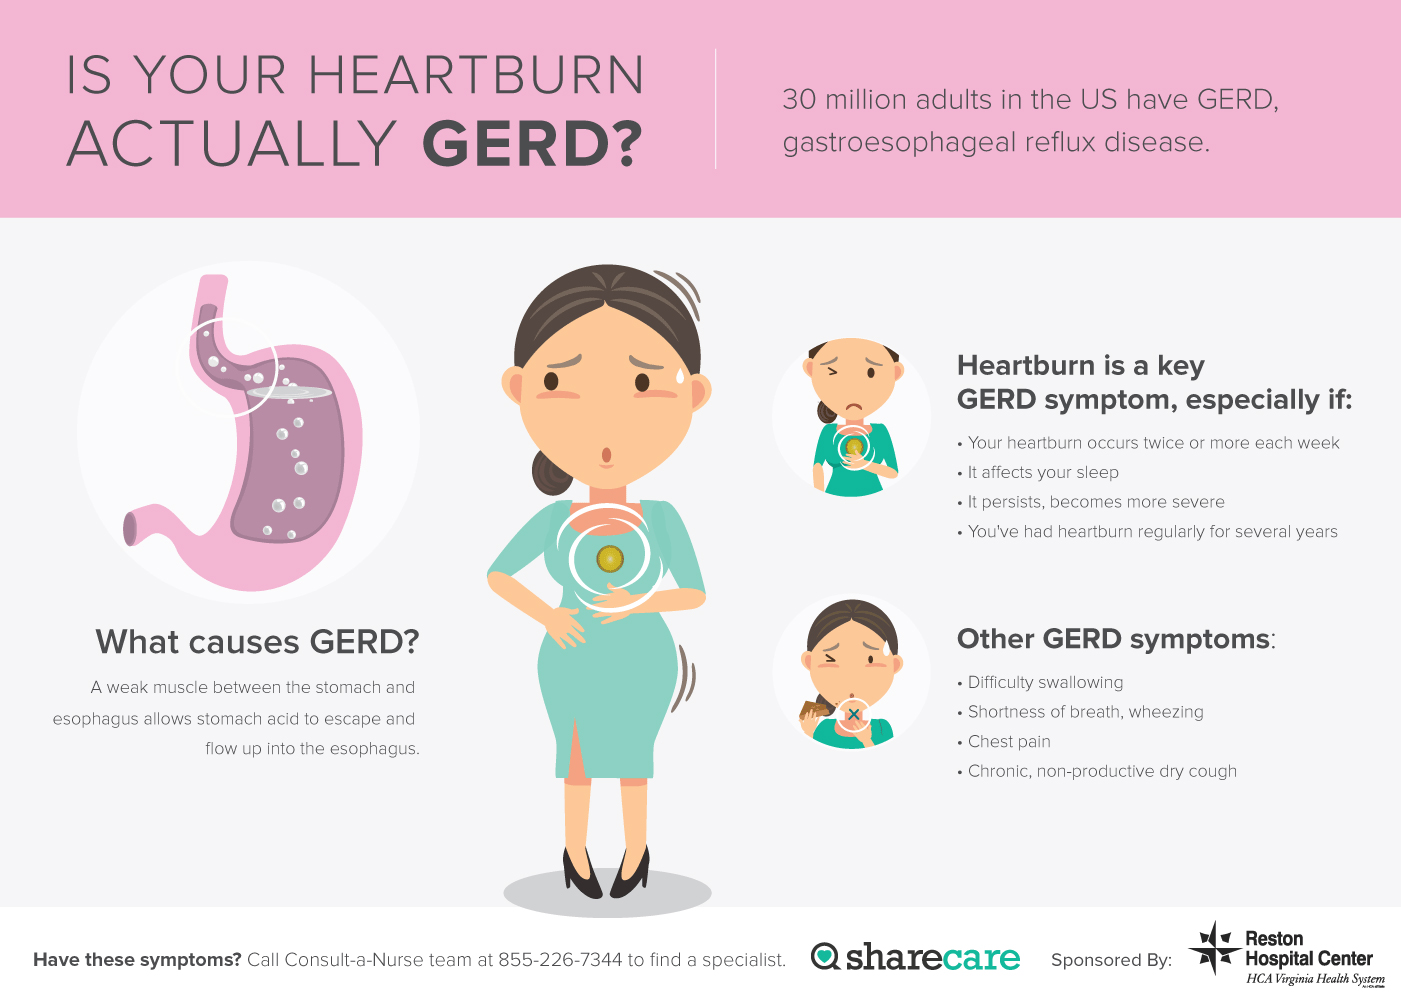 IS YOUR HEARTBURN
ACTUALLY GERD?
30 million adults in the US have GERD,
gastroesophageal reflux disease.
What causes GERD?
A weak muscle between the stomach and
esophagus allows stomach acid to escape and
flow up into the esophagus.
Heartburn is a key
GERD symptom, especially if:
• Your heartburn occurs twice or more each week
• It affects your sleep
• It persists, becomes more severe
• You've had heartburn regularly for several years
Other GERD symptoms:
• Difficulty swallowing
• Shortness of breath, wheezing
• Chest pain
• Chronic, non-productive dry cough
Have these symptoms? Call Consult-a-Nurse team at 855-226-7344 to find a specialist.
sharecare
Sponsored By:
Reston
Hospital Center
HCA Virginia Health System